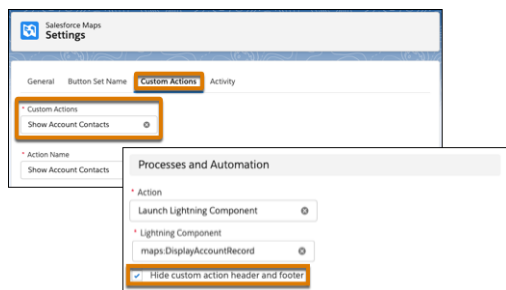 Salesforce Maps
Settings
General Button Set Name Custom Actions Activity
* Custom Actions
Show Account Contacts
* Action Name
Show Account Contacts
Processes and Automation
* Action
Launch Lightning Component
* Lightning Component
maps:DisplayAccountRecord
Hide custom action header and footer